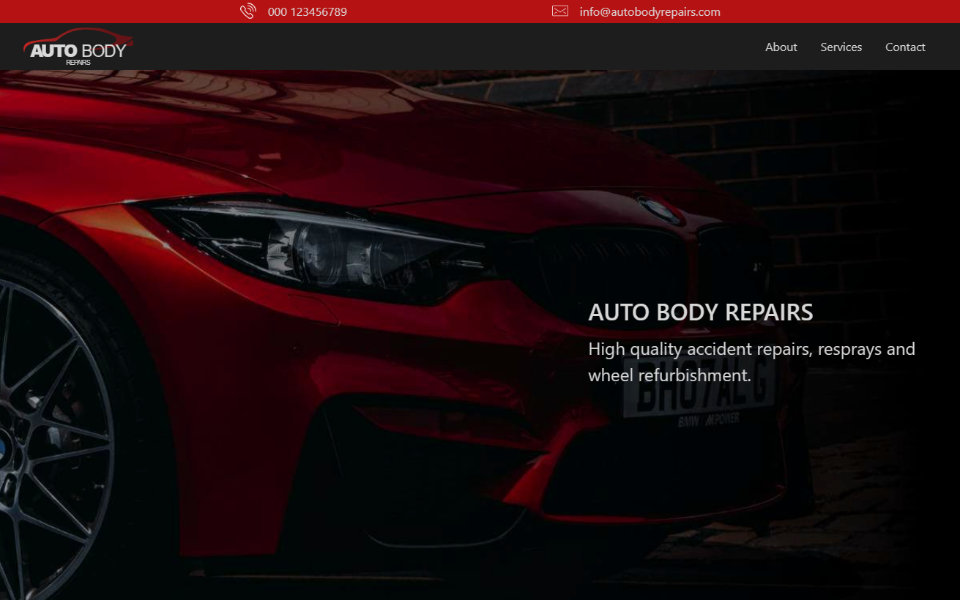 000 123456789
info@autobodyrepairs.com
AUTO BODY
REPAIRS
About
Services
Contact
AUTO BODY REPAIRS
High quality accident repairs, resprays and
wheel refurbishment.
BMW M POWER